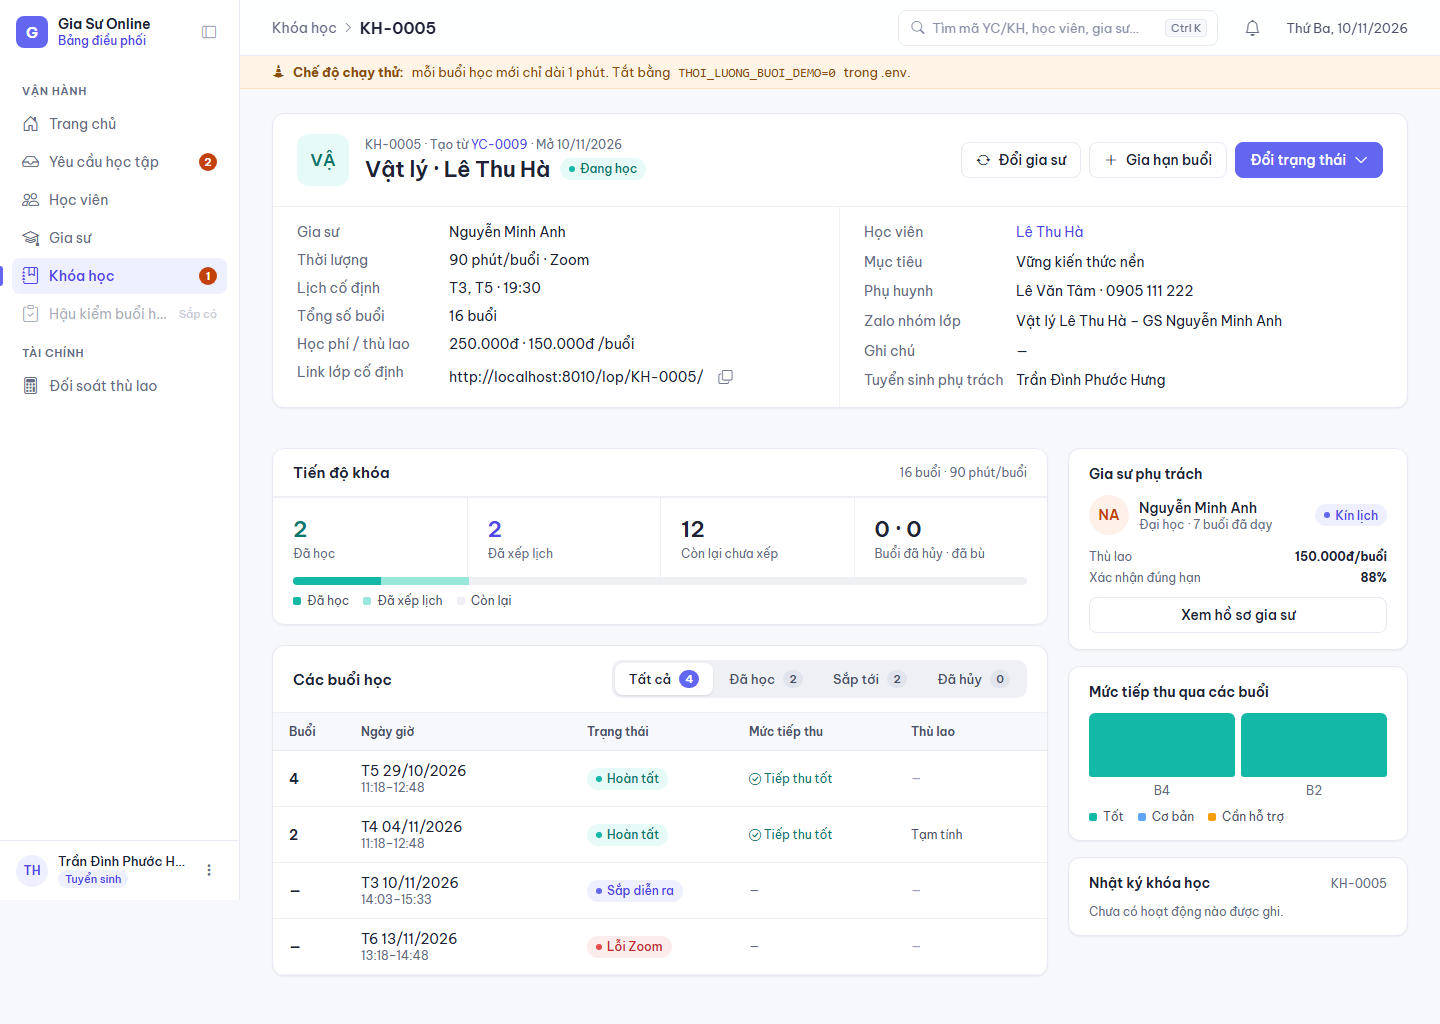 G
Gia Sư Online
Bảng điều phối
VẬN HÀNH
Trang chủ
Yêu cầu học tập 2
Học viên
Gia sư
Khóa học 1
Hậu kiểm buổi h... Sắp có
TÀI CHÍNH
Đối soát thù lao
TH
Trần Đình Phước H...
Tuyển sinh
Khóa học > KH-0005
Tìm mã YC/KH, học viên, gia sư... Ctrl K
Thứ Ba, 10/11/2026
Chế độ chạy thử: mỗi buổi học mới chỉ dài 1 phút. Tắt bằng THOI_LUONG_BUOI_DEMO=0 trong .env.
VẬ
KH-0005 · Tạo từ YC-0009 · Mở 10/11/2026
Vật lý · Lê Thu Hà Đang học
Đổi gia sư
Gia hạn buổi
Đổi trạng thái
Gia sư Nguyễn Minh Anh
Thời lượng 90 phút/buổi · Zoom
Lịch cố định T3, T5 · 19:30
Tổng số buổi 16 buổi
Học phí / thù lao 250.000đ · 150.000đ /buổi
Link lớp cố định http://localhost:8010/lop/KH-0005/
Học viên Lê Thu Hà
Mục tiêu Vững kiến thức nền
Phụ huynh Lê Văn Tâm · 0905 111 222
Zalo nhóm lớp Vật lý Lê Thu Hà – GS Nguyễn Minh Anh
Ghi chú —
Tuyển sinh phụ trách Trần Đình Phước Hưng
Tiến độ khóa 16 buổi · 90 phút/buổi
2 2 12 0 · 0
Đã học Đã xếp lịch Còn lại chưa xếp Buổi đã hủy · đã bù
Đã học Đã xếp lịch Còn lại
Các buổi học Tất cả 4 Đã học 2 Sắp tới 2 Đã hủy 0
Buổi Ngày giờ Trạng thái Mức tiếp thu Thù lao
4 T5 29/10/2026 Hoàn tất Tiếp thu tốt —
11:18–12:48
2 T4 04/11/2026 Hoàn tất Tiếp thu tốt Tạm tính
11:18–12:48
— T3 10/11/2026 Sắp diễn ra — —
14:03–15:33
— T6 13/11/2026 Lỗi Zoom — —
13:18–14:48
Gia sư phụ trách
NA
Nguyễn Minh Anh Kín lịch
Đại học · 7 buổi đã dạy
Thù lao 150.000đ/buổi
Xác nhận đúng hạn 88%
Xem hồ sơ gia sư
Mức tiếp thu qua các buổi
B4 B2
Tốt Cơ bản Cần hỗ trợ
Nhật ký khóa học KH-0005
Chưa có hoạt động nào được ghi.